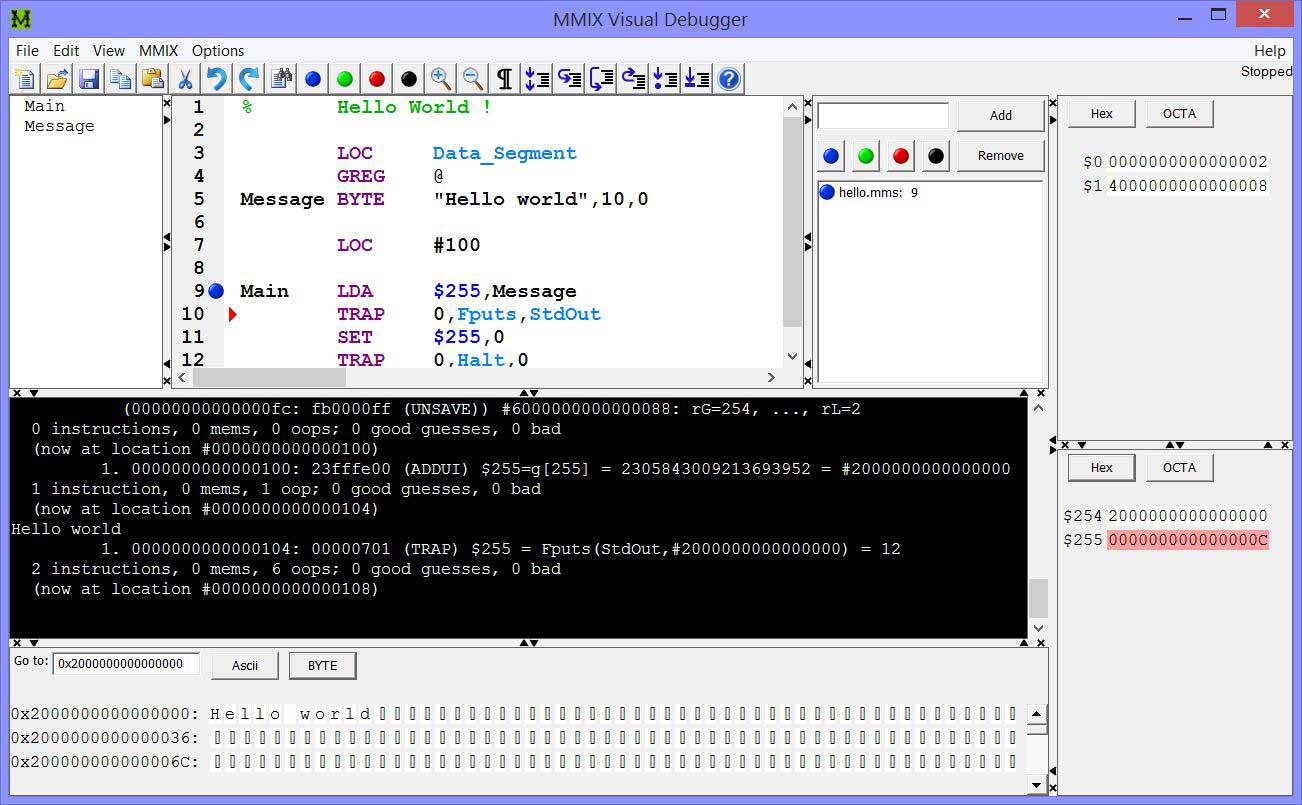 MMIX Visual Debugger
File Edit View MMIX Options Help
Stopped
Main
Message
1 % Hello World !
2
3 LOC Data_Segment
4 GREG @
5 Message BYTE "Hello world",10,0
6
7 LOC #100
8
9 Main LDA $255,Message
10 TRAP 0,Fputs,StdOut
11 SET $255,0
12 TRAP 0,Halt,0
Add
Remove
hello.mms: 9
Hex OCTA
$0 0000000000000002
$1 4000000000000008
(00000000000000fc: fb0000ff (UNSAVE)) #6000000000000088: rG=254, ..., rL=2
0 instructions, 0 mems, 0 oops; 0 good guesses, 0 bad
(now at location #0000000000000100)
1. 0000000000000100: 23fffe00 (ADDUI) $255=g[255] = 2305843009213693952 = #2000000000000000
1 instruction, 0 mems, 1 oop; 0 good guesses, 0 bad
(now at location #0000000000000104)
Hello world
1. 0000000000000104: 00000701 (TRAP) $255 = Fputs(StdOut,#2000000000000000) = 12
2 instructions, 0 mems, 6 oops; 0 good guesses, 0 bad
(now at location #0000000000000108)
Hex OCTA
$254 2000000000000000
$255 000000000000000C
Go to: 0x2000000000000000 Ascii BYTE
0x2000000000000000: Hello world
0x2000000000000036:
0x200000000000006C: